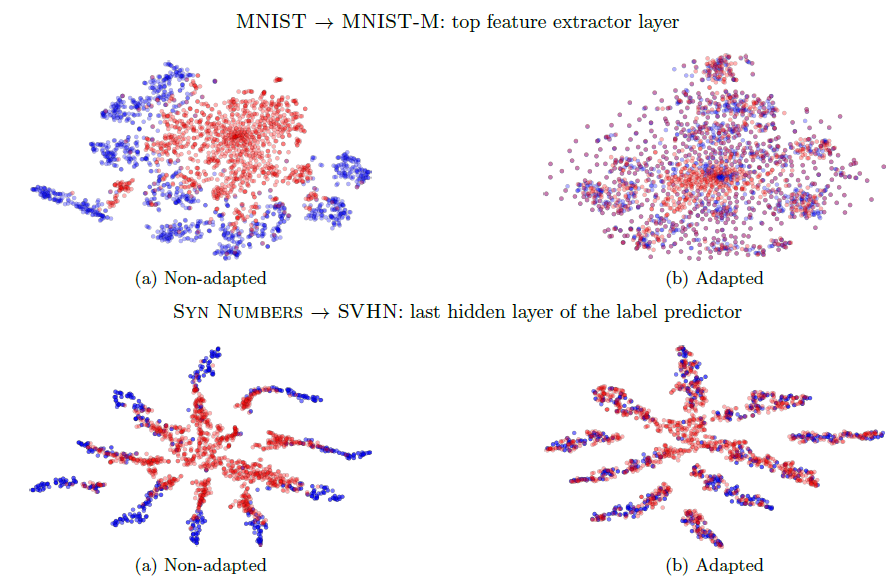 MNIST → MNIST-M: top feature extractor layer
(a) Non-adapted
(b) Adapted
Syn Numbers → SVHN: last hidden layer of the label predictor
(a) Non-adapted
(b) Adapted